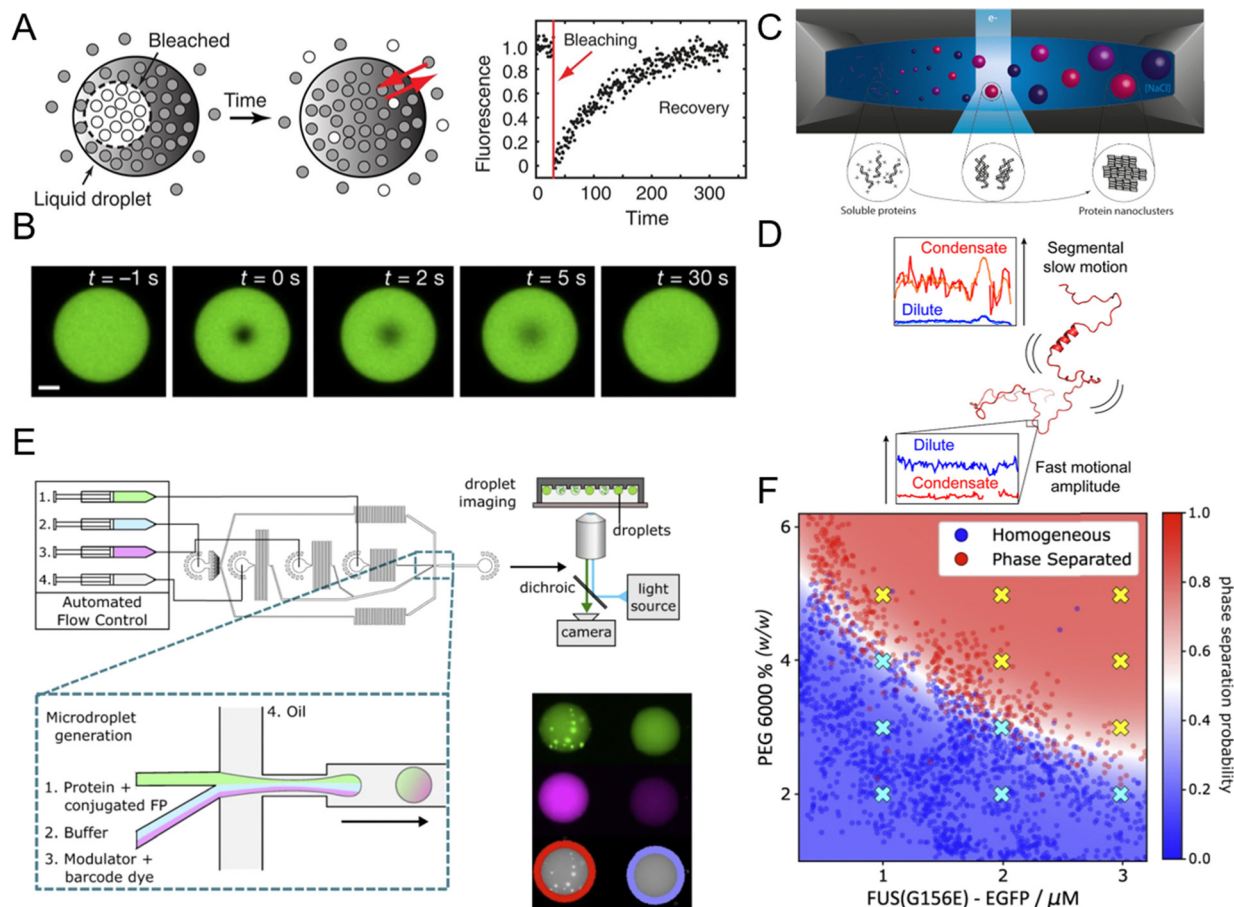 A
Bleached
Time
Liquid droplet
Fluorescence
1.0
0.8
0.6
0.4
0.2
0
Bleaching
Recovery
0
100
200
300
Time
B
t = –1 s
t = 0 s
t = 2 s
t = 5 s
t = 30 s
C
e-
[NaCl]
Soluble proteins
Protein nanoclusters
D
Condensate
Dilute
Segmental
slow motion
Dilute
Condensate
Fast motional
amplitude
E
1.
2.
3.
4.
Automated
Flow Control
droplet
imaging
droplets
dichroic
light
source
camera
Microdroplet
generation
4. Oil
1. Protein +
conjugated FP
2. Buffer
3. Modulator +
barcode dye
F
Homogeneous
Phase Separated
PEG 6000 % (w/w)
6
4
2
1
2
3
FUS(G156E) - EGFP / μM
1.0
0.8
0.6
0.4
0.2
0.0
phase separation probability